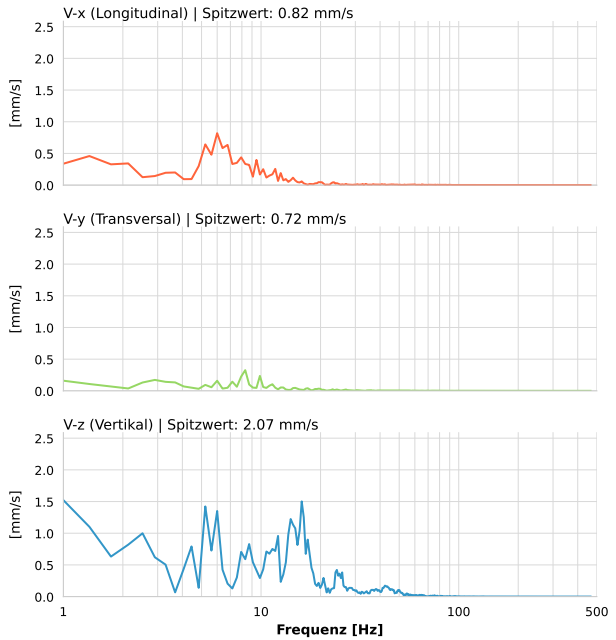 V-x (Longitudinal) | Spitzwert: 0.82 mm/s
2.5
2.0
1.5
1.0
0.5
0.0
[mm/s]
V-y (Transversal) | Spitzwert: 0.72 mm/s
2.5
2.0
1.5
1.0
0.5
0.0
[mm/s]
V-z (Vertikal) | Spitzwert: 2.07 mm/s
2.5
2.0
1.5
1.0
0.5
0.0
[mm/s]
1 10 100 500
Frequenz [Hz]